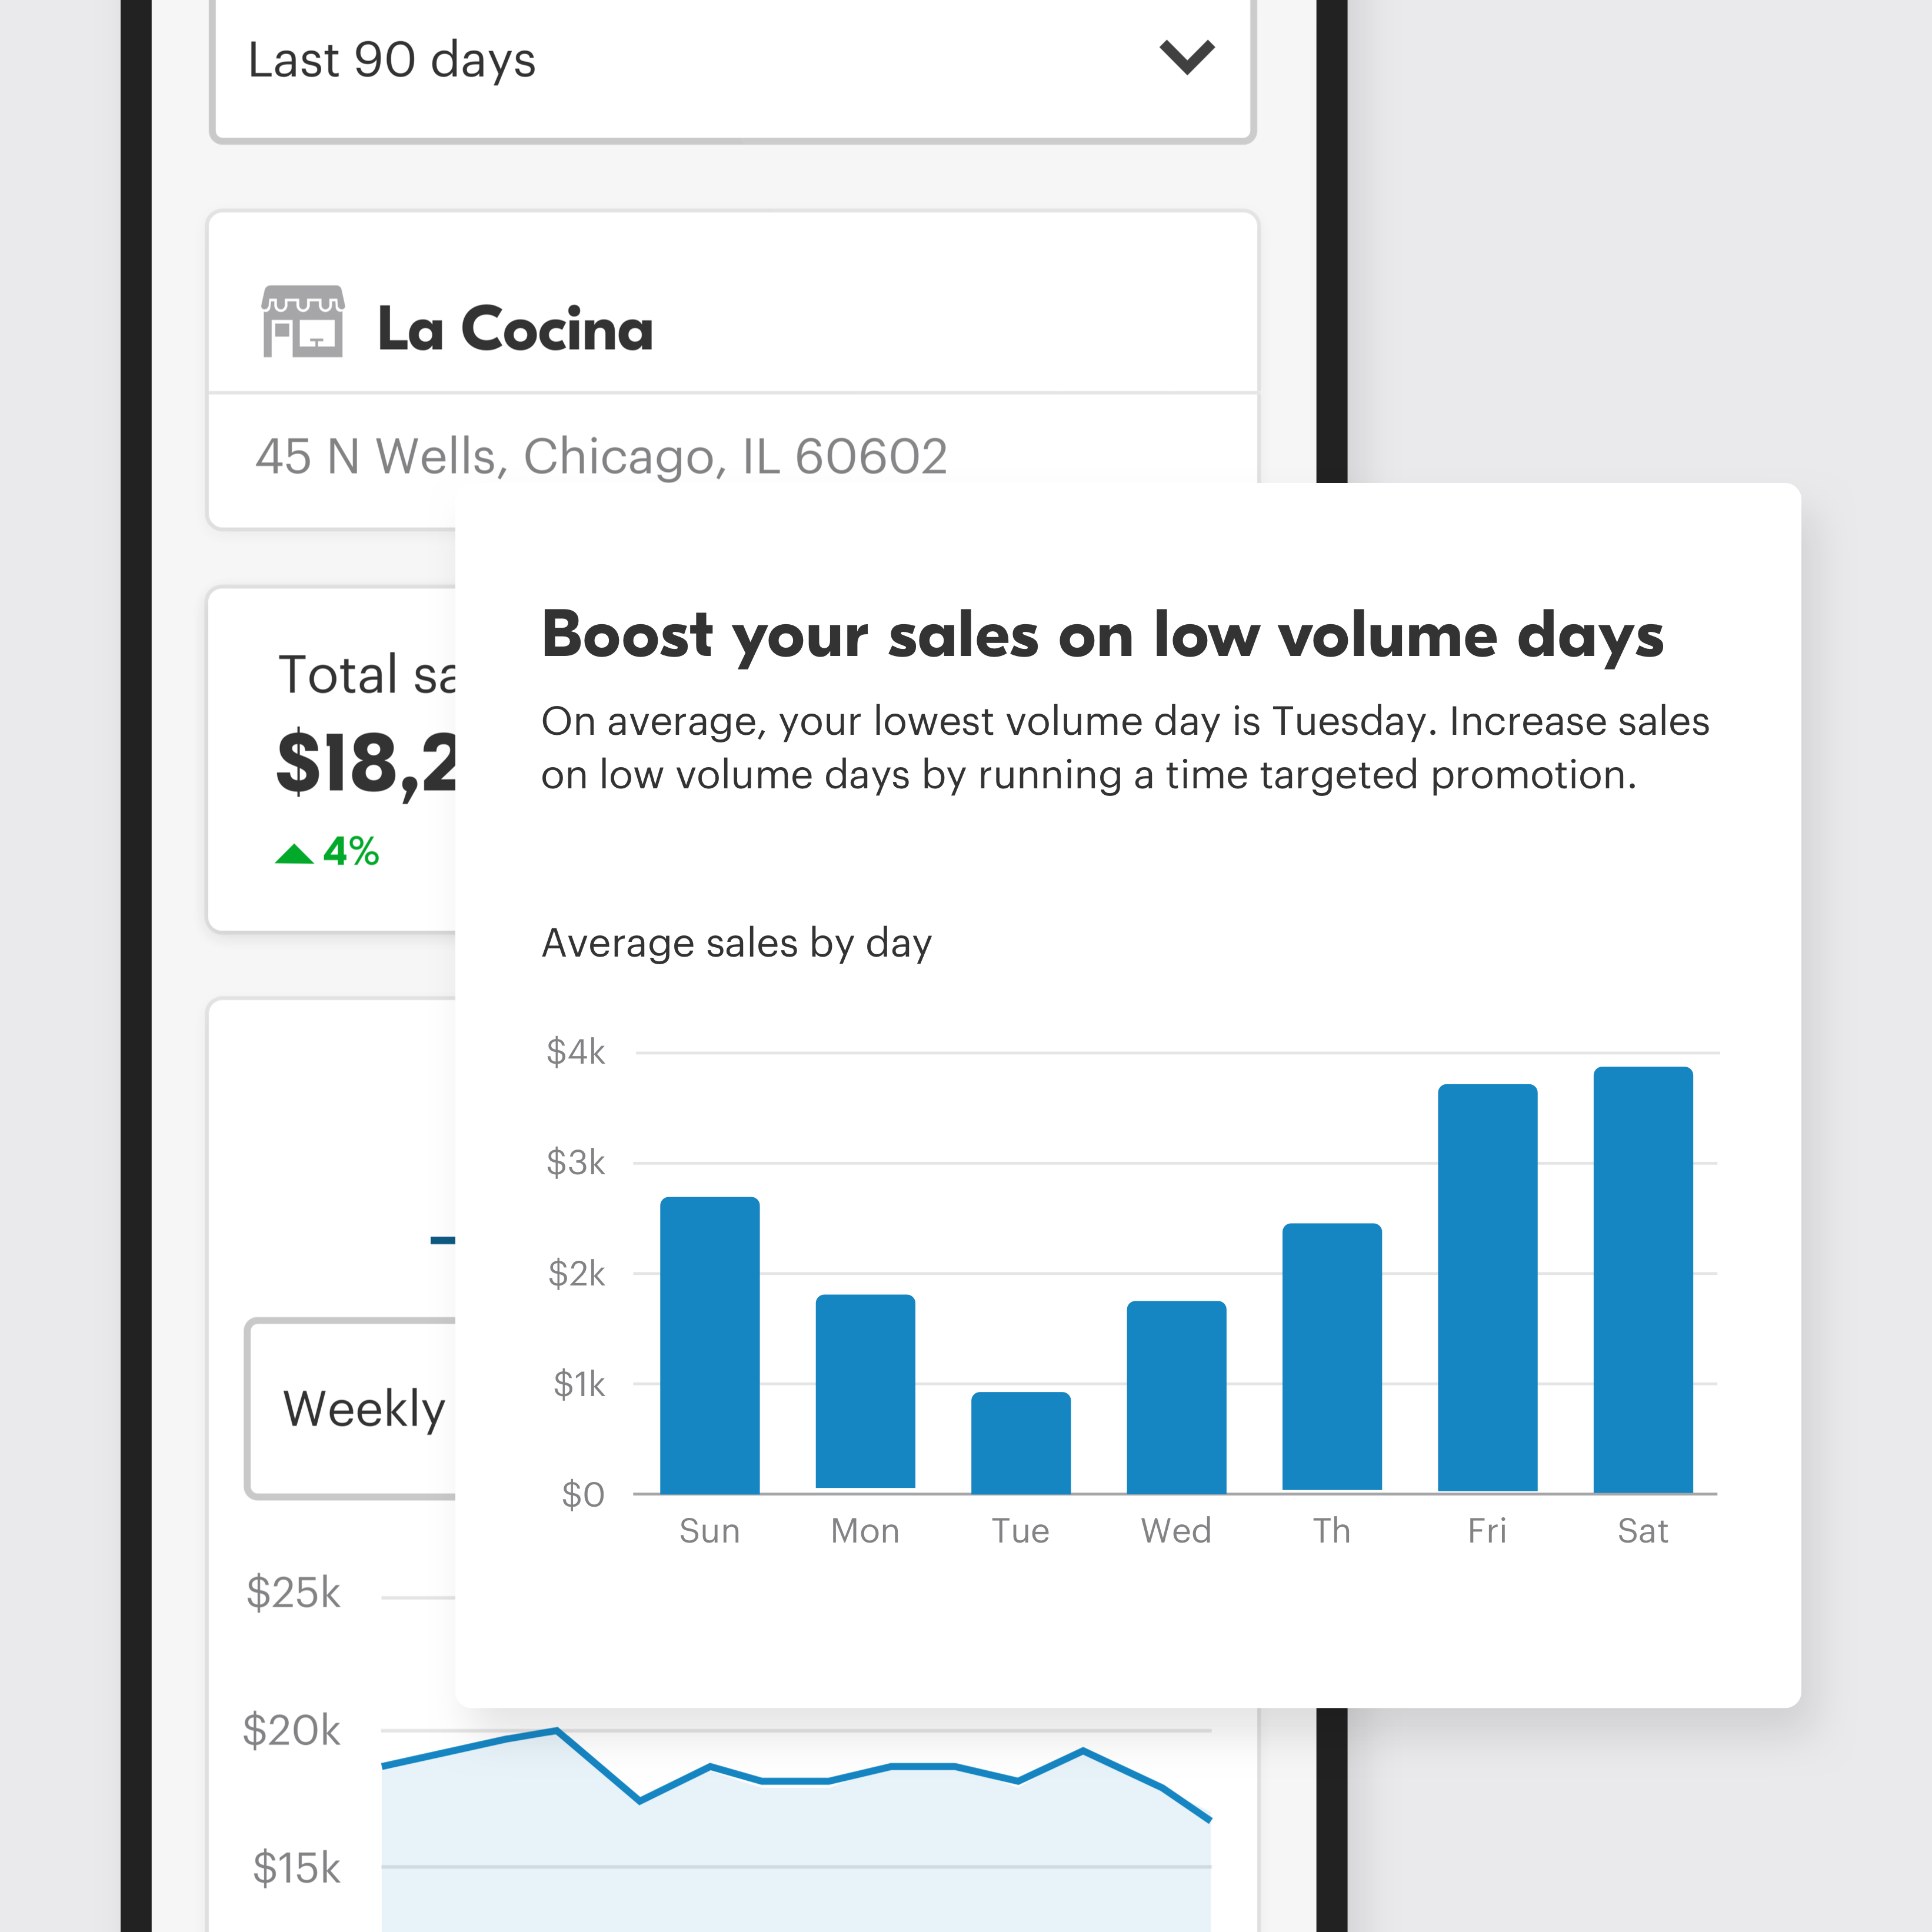 Last 90 days
La Cocina
45 N Wells, Chicago, IL 60602
Total
$18,2
4%
Weekly
$25k
$20k
$15k
Boost your sales on low volume days
On average, your lowest volume day is Tuesday. Increase sales
on low volume days by running a time targeted promotion.
Average sales by day
$4k
$3k
$2k
$1k
$0
Sun Mon Tue Wed Th Fri Sat